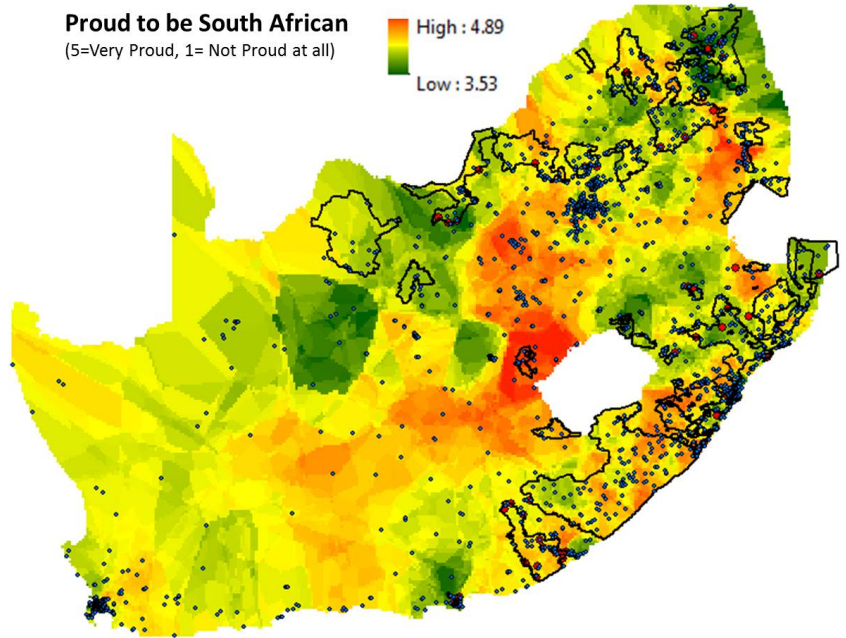 Proud to be South African
(5=Very Proud, 1= Not Proud at all)
High : 4.89
Low : 3.53